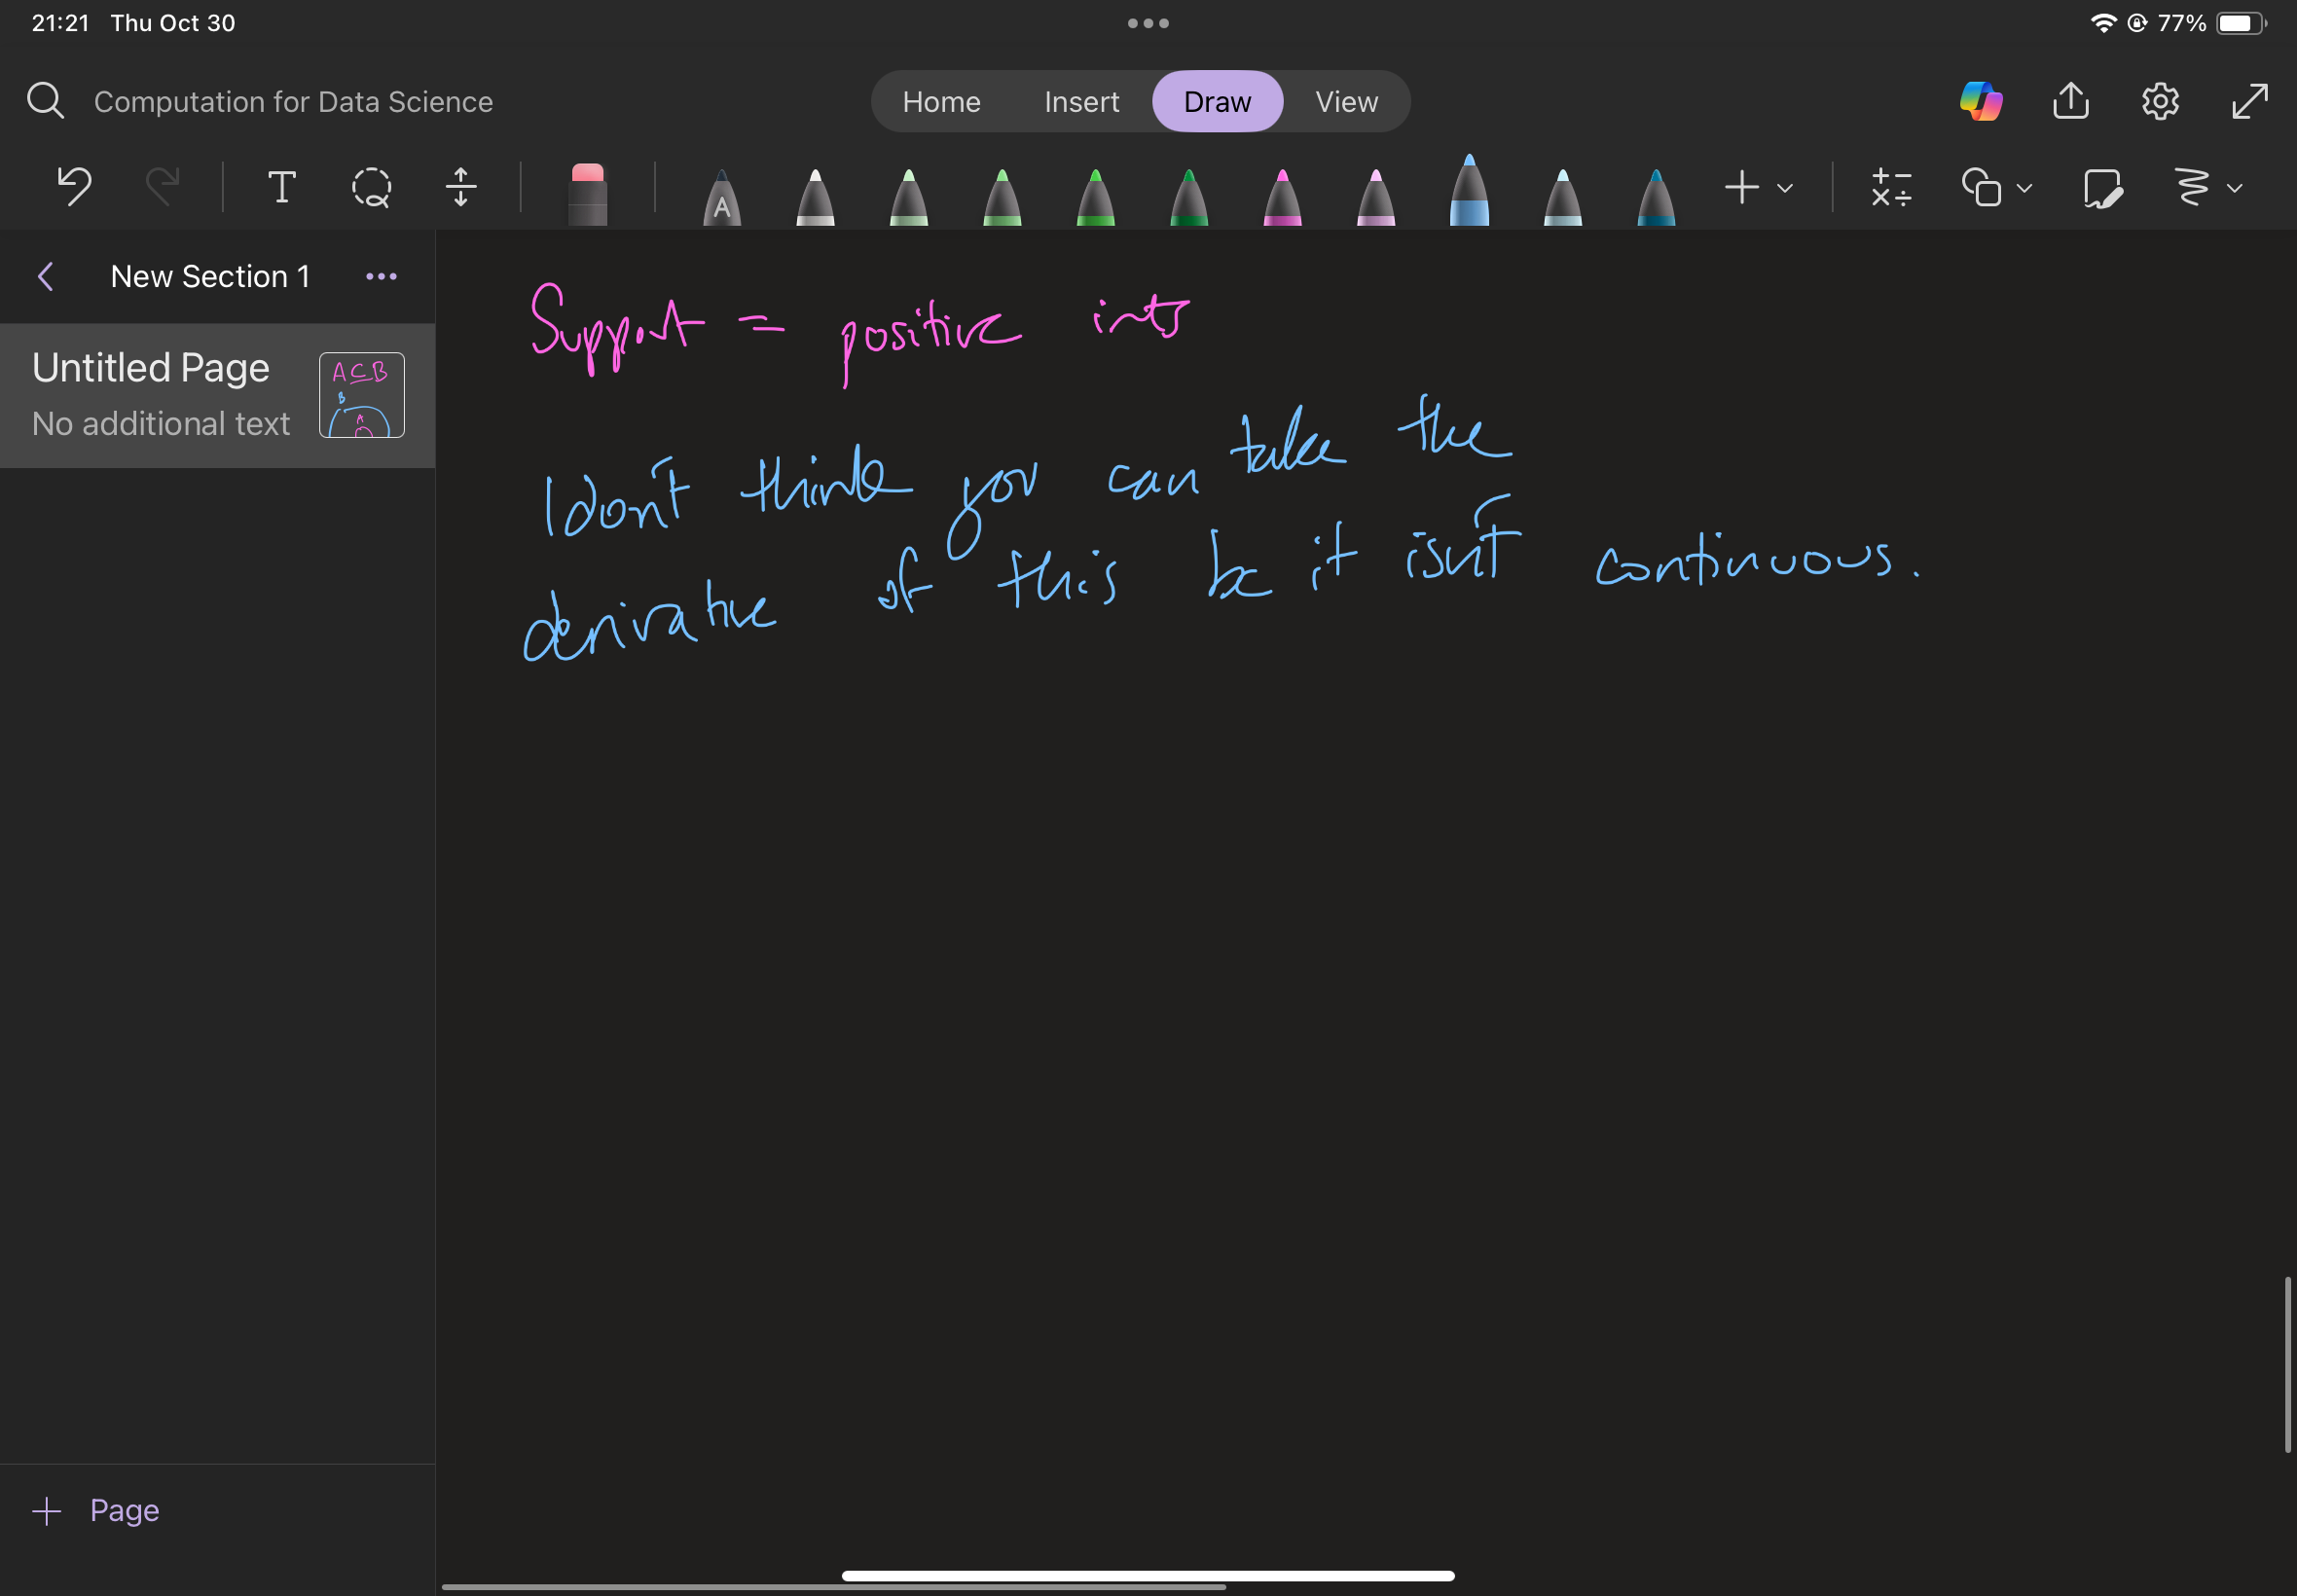 21:21 Thu Oct 30
77%
Computation for Data Science
Home Insert Draw View
A
New Section 1
Untitled Page
No additional text
A ⊆ B
B
A
Page
Support = positive ints
I don't think you can take the
derivative of this bc it isn't continuous.